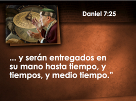 Daniel 7:25
... y serán entregados en
su mano hasta tiempo, y
tiempos, y medio tiempo."